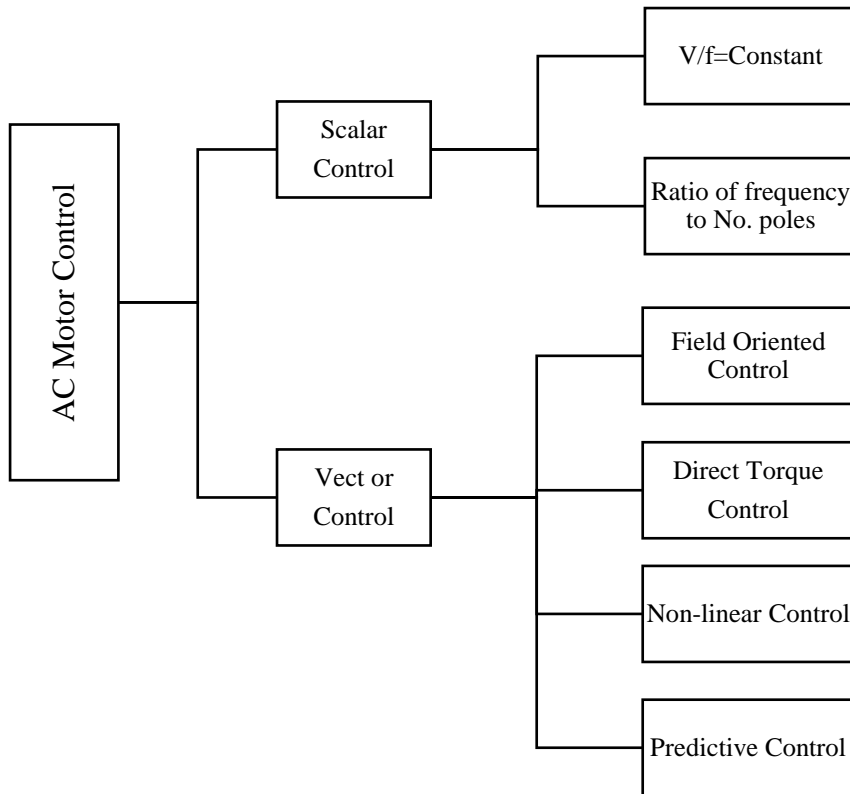 AC Motor Control
Scalar
Control
V/f=Constant
Ratio of frequency
to No. poles
Vect or
Control
Field Oriented
Control
Direct Torque
Control
Non-linear Control
Predictive Control